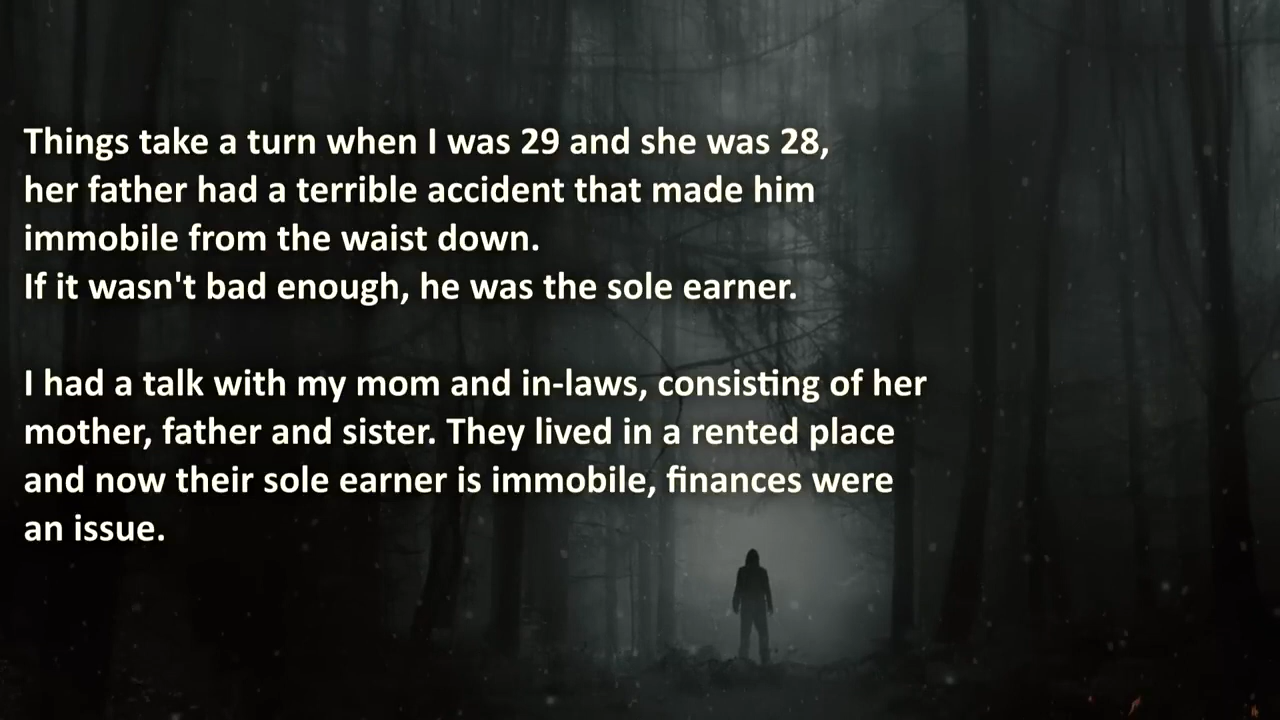 Things take a turn when I was 29 and she was 28,
her father had a terrible accident that made him
immobile from the waist down.
If it wasn't bad enough, he was the sole earner.
I had a talk with my mom and in-laws, consisting of her
mother, father and sister. They lived in a rented place
and now their sole earner is immobile, finances were
an issue.